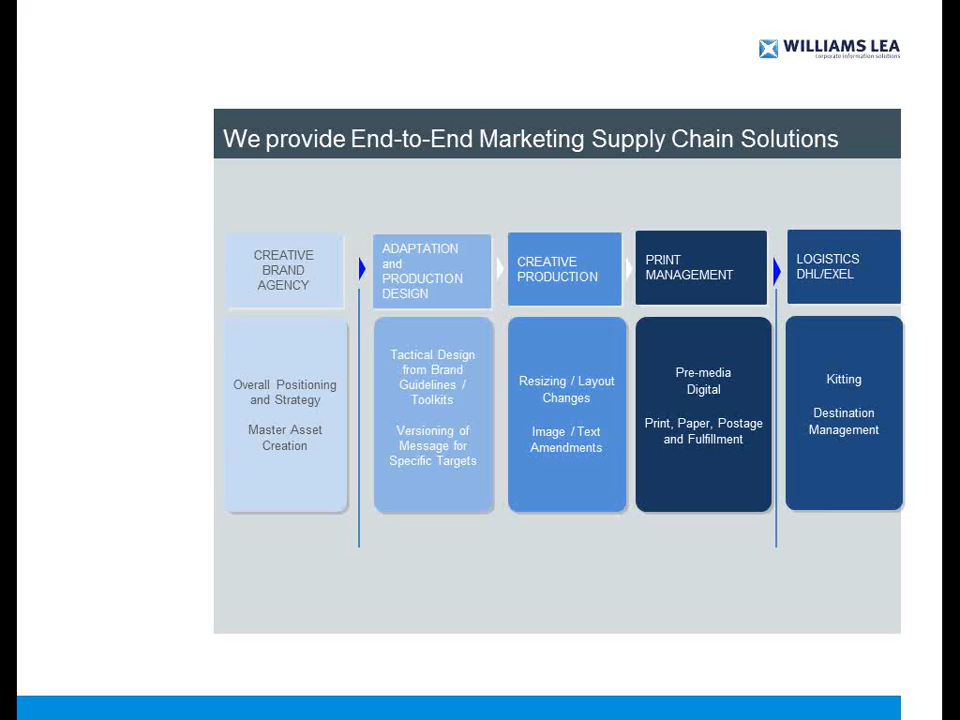 WILLIAMS LEA
corporate information solutions
We provide End-to-End Marketing Supply Chain Solutions
CREATIVE
BRAND
AGENCY
ADAPTATION
and
PRODUCTION
DESIGN
CREATIVE
PRODUCTION
PRINT
MANAGEMENT
LOGISTICS
DHL/EXEL
Overall Positioning
and Strategy
Master Asset
Creation
Tactical Design
from Brand
Guidelines /
Toolkits
Versioning of
Message for
Specific Targets
Resizing / Layout
Changes
Image / Text
Amendments
Pre-media
Digital
Print, Paper, Postage
and Fulfillment
Kitting
Destination
Management